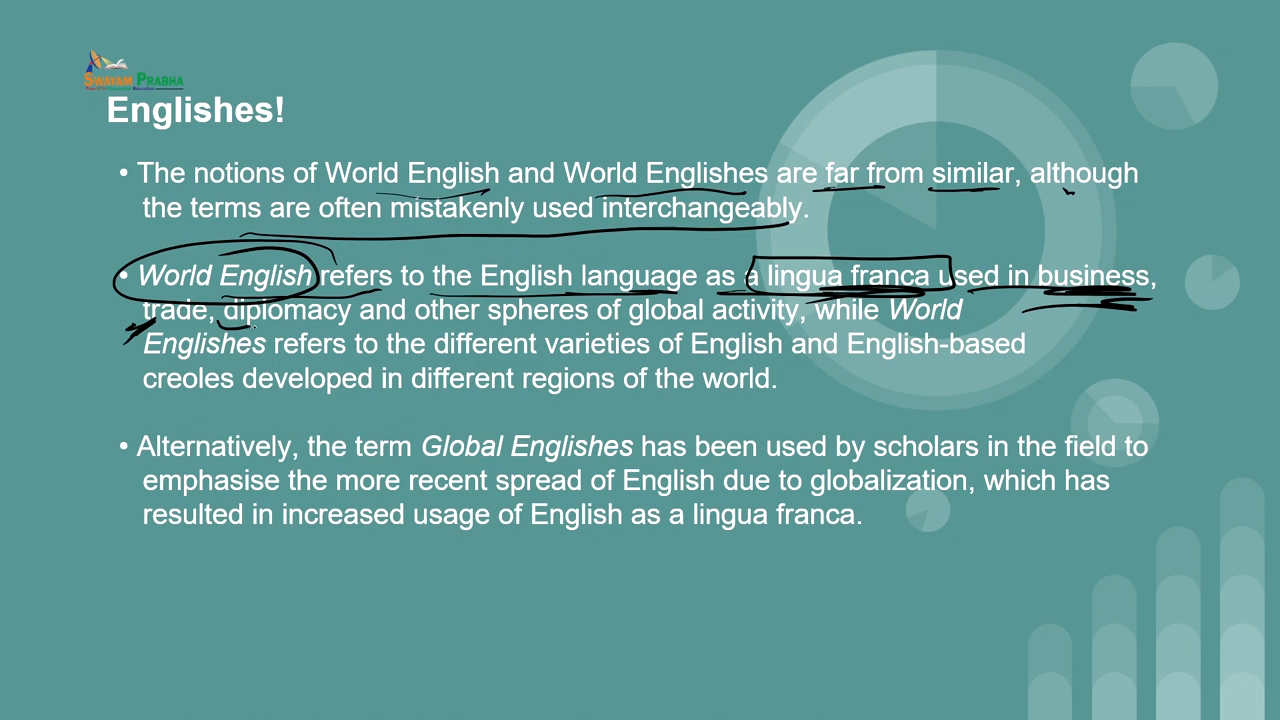 SWAYAM PRABHA
Englishes!
• The notions of World English and World Englishes are far from similar, although
the terms are often mistakenly used interchangeably.
• World English refers to the English language as a lingua franca used in business,
trade, diplomacy and other spheres of global activity, while World
Englishes refers to the different varieties of English and English-based
creoles developed in different regions of the world.
• Alternatively, the term Global Englishes has been used by scholars in the field to
emphasise the more recent spread of English due to globalization, which has
resulted in increased usage of English as a lingua franca.